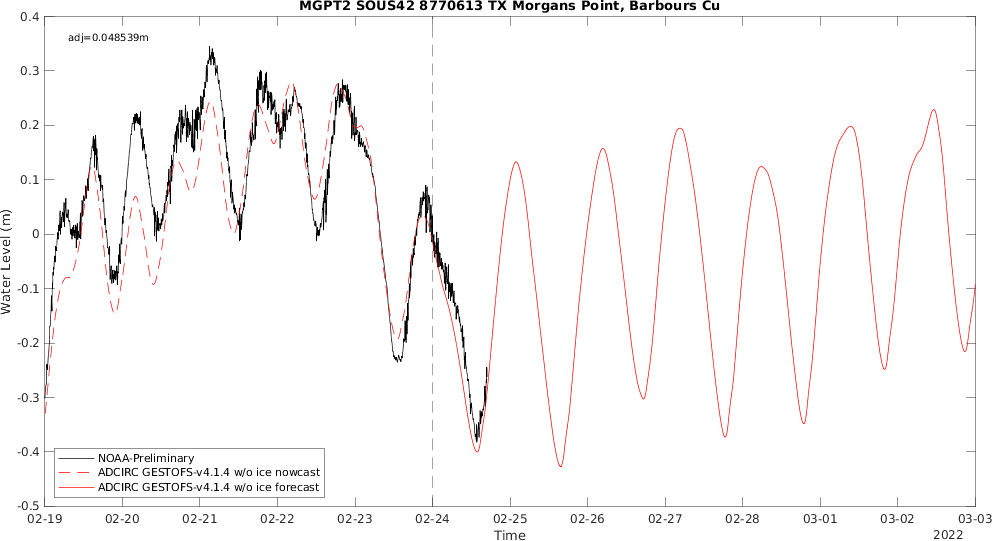 MGPT2 SOUS42 8770613 TX Morgans Point, Barbours Cu
adj=0.048539m
0.4
0.3
0.2
0.1
0
-0.1
-0.2
-0.3
-0.4
-0.5
Water Level (m)
NOAA-Preliminary
ADCIRC GESTOFS-v4.1.4 w/o ice nowcast
ADCIRC GESTOFS-v4.1.4 w/o ice forecast
02-19 02-20 02-21 02-22 02-23 02-24 02-25 02-26 02-27 02-28 03-01 03-02 03-03
Time
2022